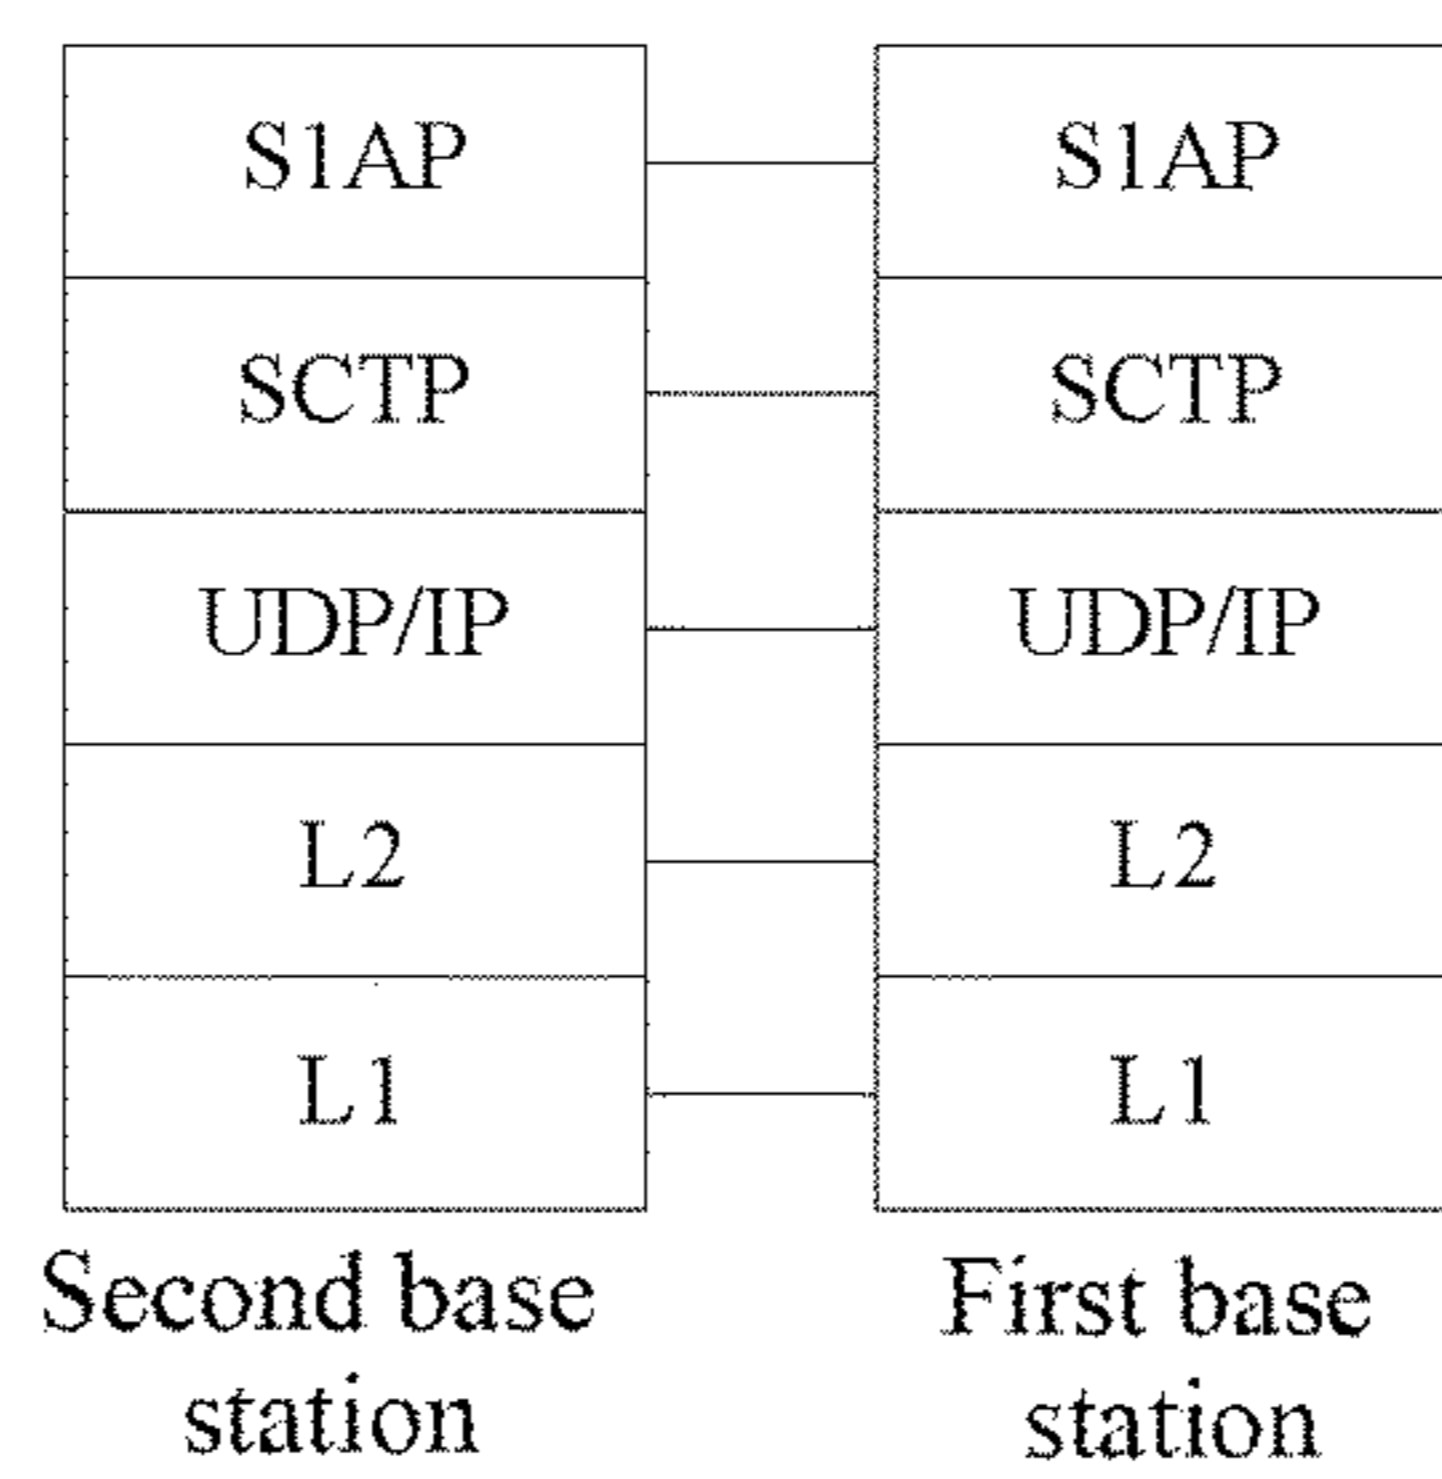 S1AP S1AP
SCTP SCTP
UDP/IP UDP/IP
L2 L2
L1 L1
Second base First base
station station